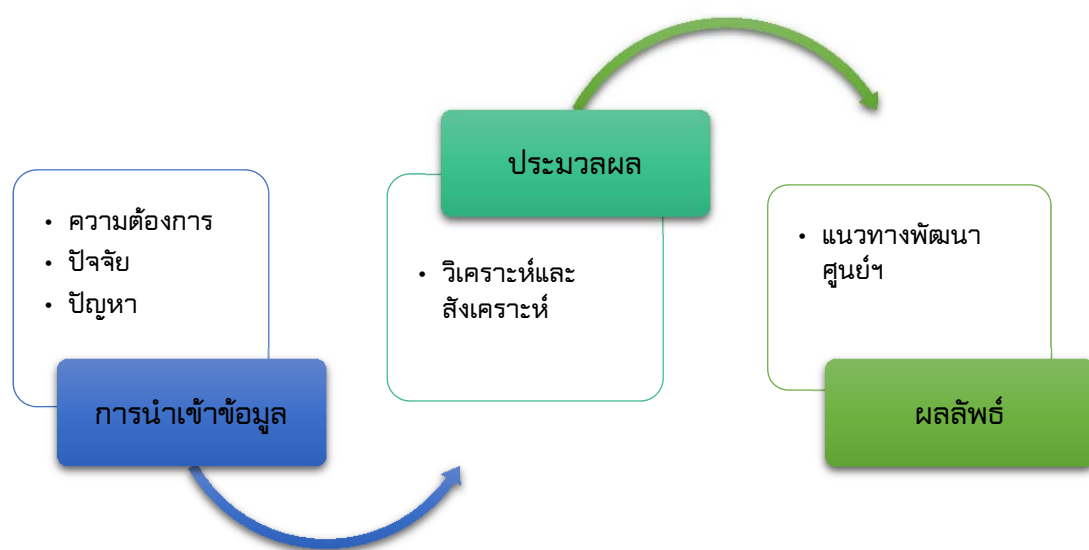 • ความต้องการ
• ปัจจัย
• ปัญหา
การนำเข้าข้อมูล
ประมวลผล
• วิเคราะห์และ
สังเคราะห์
• แนวทางพัฒนา
ศูนย์ฯ
ผลลัพธ์